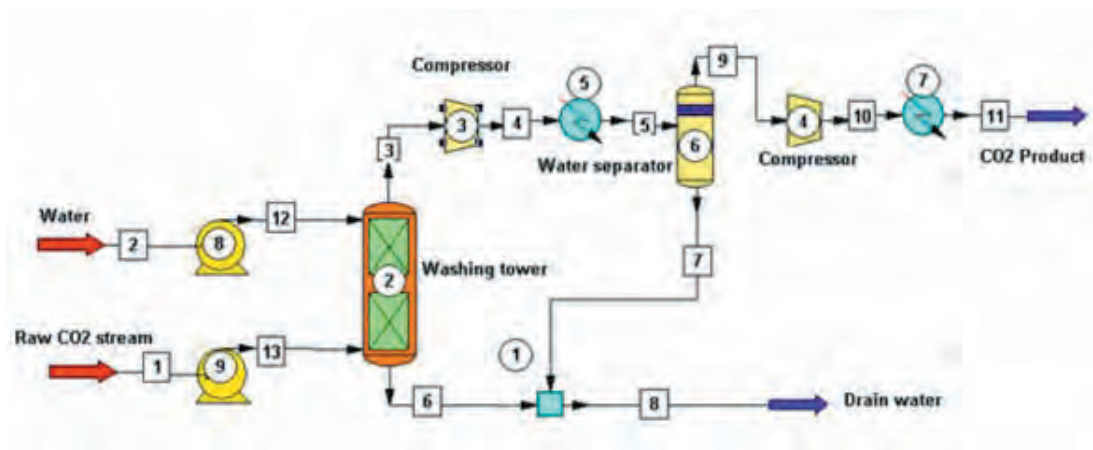 Compressor
5
9
7
3
4
5
6
4
10
11
3
Water separator
Compressor
CO2 Product
Water
12
2
8
Washing tower
2
7
Raw CO2 stream
13
1
9
1
6
8
Drain water